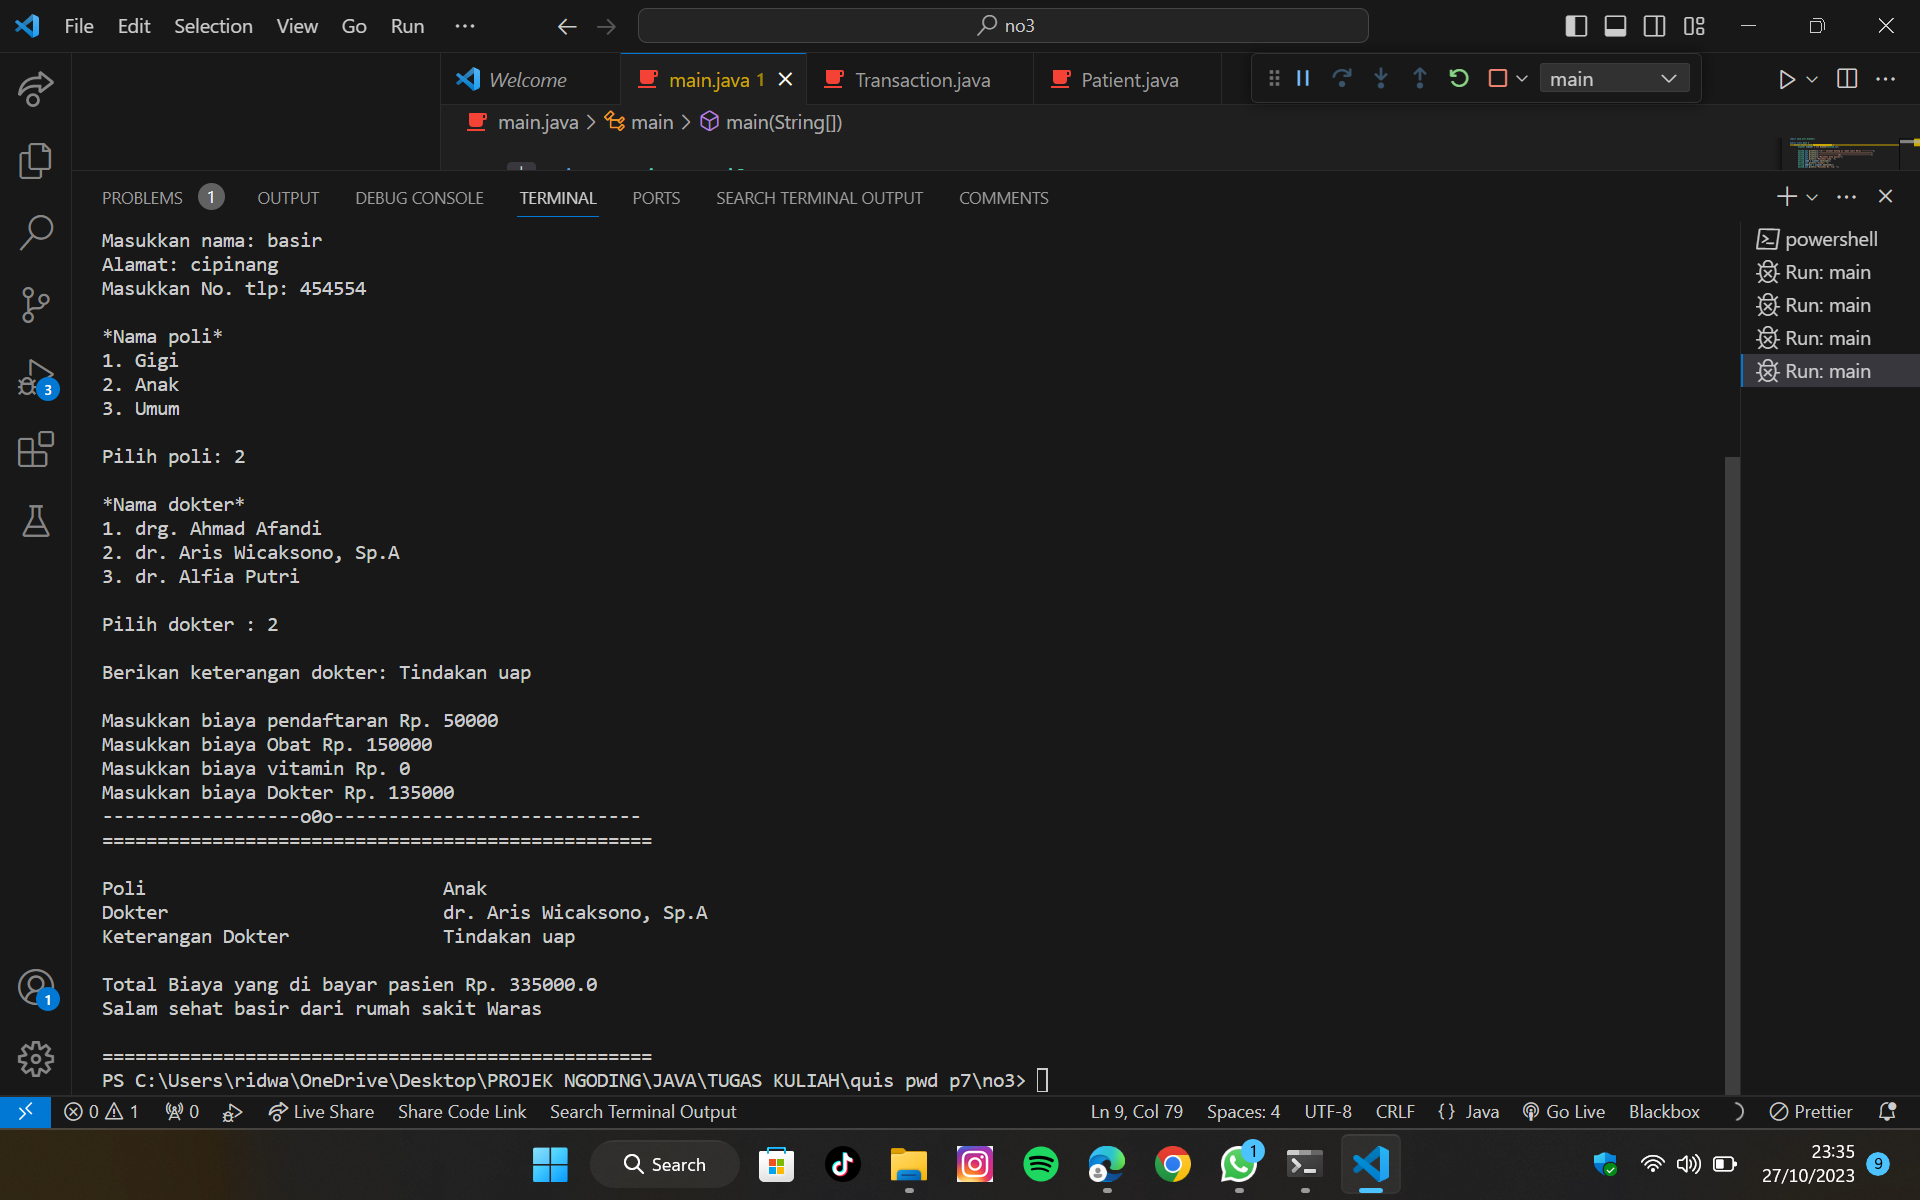 File Edit Selection View Go Run ···
no3
Welcome
main.java 1
Transaction.java
Patient.java
main
main.java > main > main(String[])
PROBLEMS 1 OUTPUT DEBUG CONSOLE TERMINAL PORTS SEARCH TERMINAL OUTPUT COMMENTS
Masukkan nama: basir
Alamat: cipinang
Masukkan No. tlp: 454554
*Nama poli*
1. Gigi
2. Anak
3. Umum
Pilih poli: 2
*Nama dokter*
1. drg. Ahmad Afandi
2. dr. Aris Wicaksono, Sp.A
3. dr. Alfia Putri
Pilih dokter : 2
Berikan keterangan dokter: Tindakan uap
Masukkan biaya pendaftaran Rp. 50000
Masukkan biaya Obat Rp. 150000
Masukkan biaya vitamin Rp. 0
Masukkan biaya Dokter Rp. 135000
------------------o0o----------------------------
==================================================
Poli Anak
Dokter dr. Aris Wicaksono, Sp.A
Keterangan Dokter Tindakan uap
Total Biaya yang di bayar pasien Rp. 335000.0
Salam sehat basir dari rumah sakit Waras
==================================================
PS C:\Users\ridwa\OneDrive\Desktop\PROJEK NGODING\JAVA\TUGAS KULIAH\quis pwd p7\no3>
powershell
Run: main
Run: main
Run: main
Run: main
3
1
0 1 0 Live Share Share Code Link Search Terminal Output Ln 9, Col 79 Spaces: 4 UTF-8 CRLF {} Java Go Live Blackbox Prettier
Search
1
23:35
27/10/2023
9